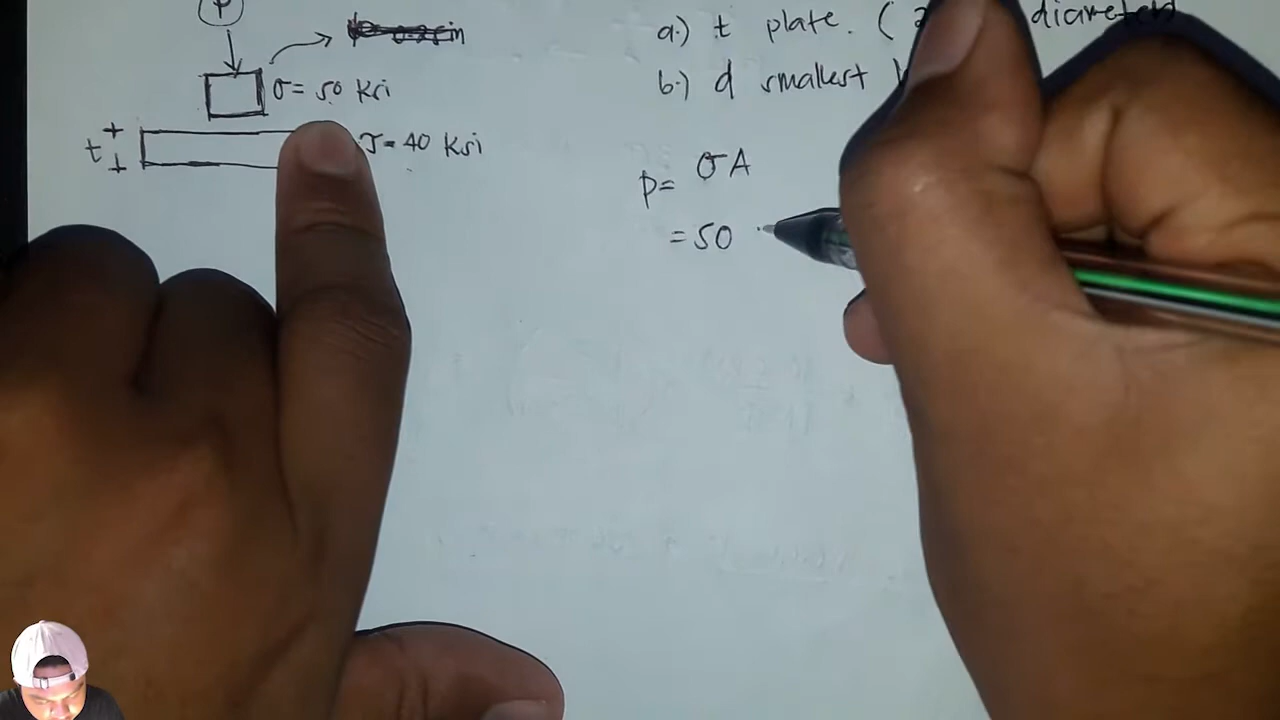 P
σ = 50 Ksi
t
τ = 40 Ksi
a.) t plate. (
diameter)
b.) d smallest
P =
σA
= 50